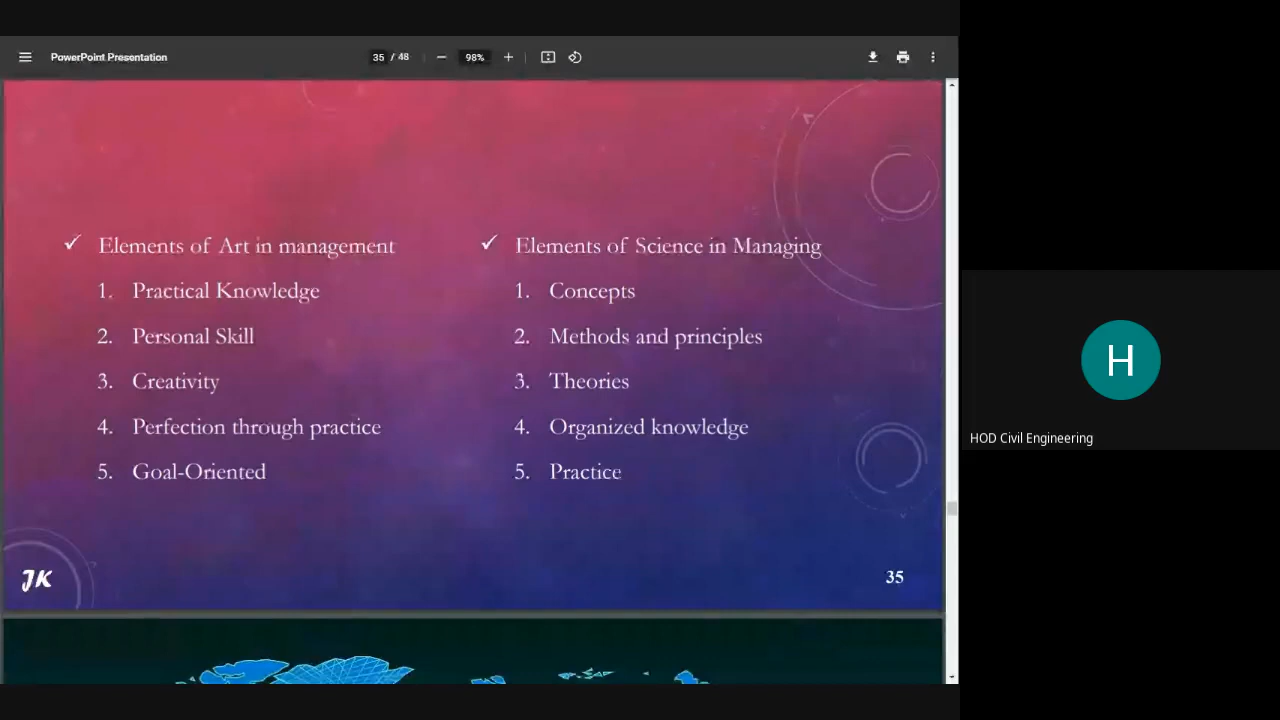 PowerPoint Presentation
35 / 48
98%
✓ Elements of Art in management
1. Practical Knowledge
2. Personal Skill
3. Creativity
4. Perfection through practice
5. Goal-Oriented
✓ Elements of Science in Managing
1. Concepts
2. Methods and principles
3. Theories
4. Organized knowledge
5. Practice
JK
35
H
HOD Civil Engineering